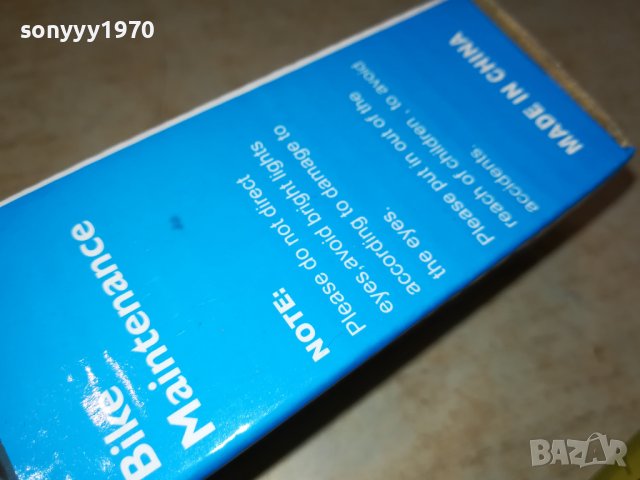 sonyyy1970
Bike
Maintenance
NOTE:
Please do not direct
eyes,avoid bright lights
according to damage to
the eyes.
Please put in out of the
reach of children , to avoid
accidents.
MADE IN CHINA
BAZAR